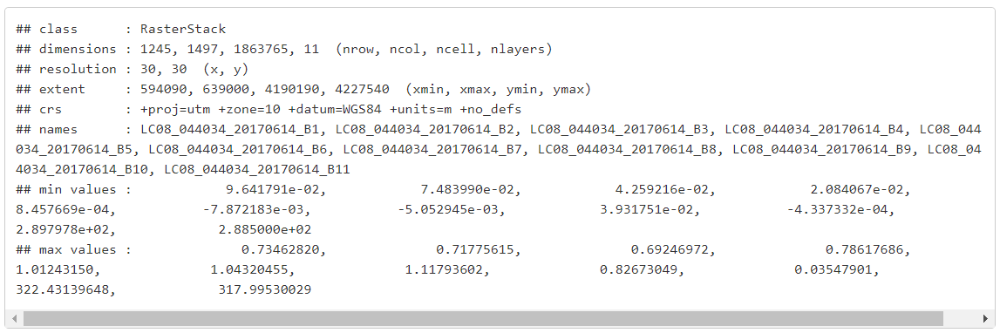 ## class      : RasterStack
## dimensions : 1245, 1497, 1863765, 11  (nrow, ncol, ncell, nlayers)
## resolution : 30, 30  (x, y)
## extent     : 594090, 639000, 4190190, 4227540  (xmin, xmax, ymin, ymax)
## crs        : +proj=utm +zone=10 +datum=WGS84 +units=m +no_defs
## names      : LC08_044034_20170614_B1, LC08_044034_20170614_B2, LC08_044034_20170614_B3, LC08_044034_20170614_B4, LC08_044
034_20170614_B5, LC08_044034_20170614_B6, LC08_044034_20170614_B7, LC08_044034_20170614_B8, LC08_044034_20170614_B9, LC08_04
4034_20170614_B10, LC08_044034_20170614_B11
## min values :            9.641791e-02,            7.483990e-02,            4.259216e-02,            2.084067e-02,
8.457669e-04,           -7.872183e-03,           -5.052945e-03,            3.931751e-02,           -4.337332e-04,
2.897978e+02,             2.885000e+02
## max values :              0.73462820,              0.71775615,              0.69246972,              0.78617686,
1.01243150,              1.04320455,              1.11793602,              0.82673049,              0.03547901,
322.43139648,             317.99530029